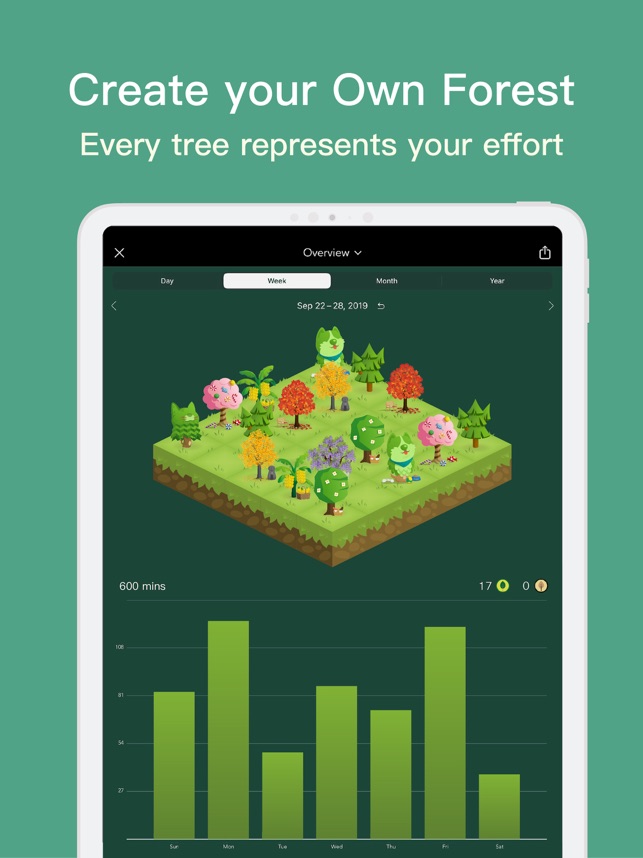 Create your Own Forest
Every tree represents your effort
Overview
Day Week Month Year
Sep 22–28, 2019
600 mins 17 0
108
81
54
27
Sun Mon Tue Wed Thu Fri Sat